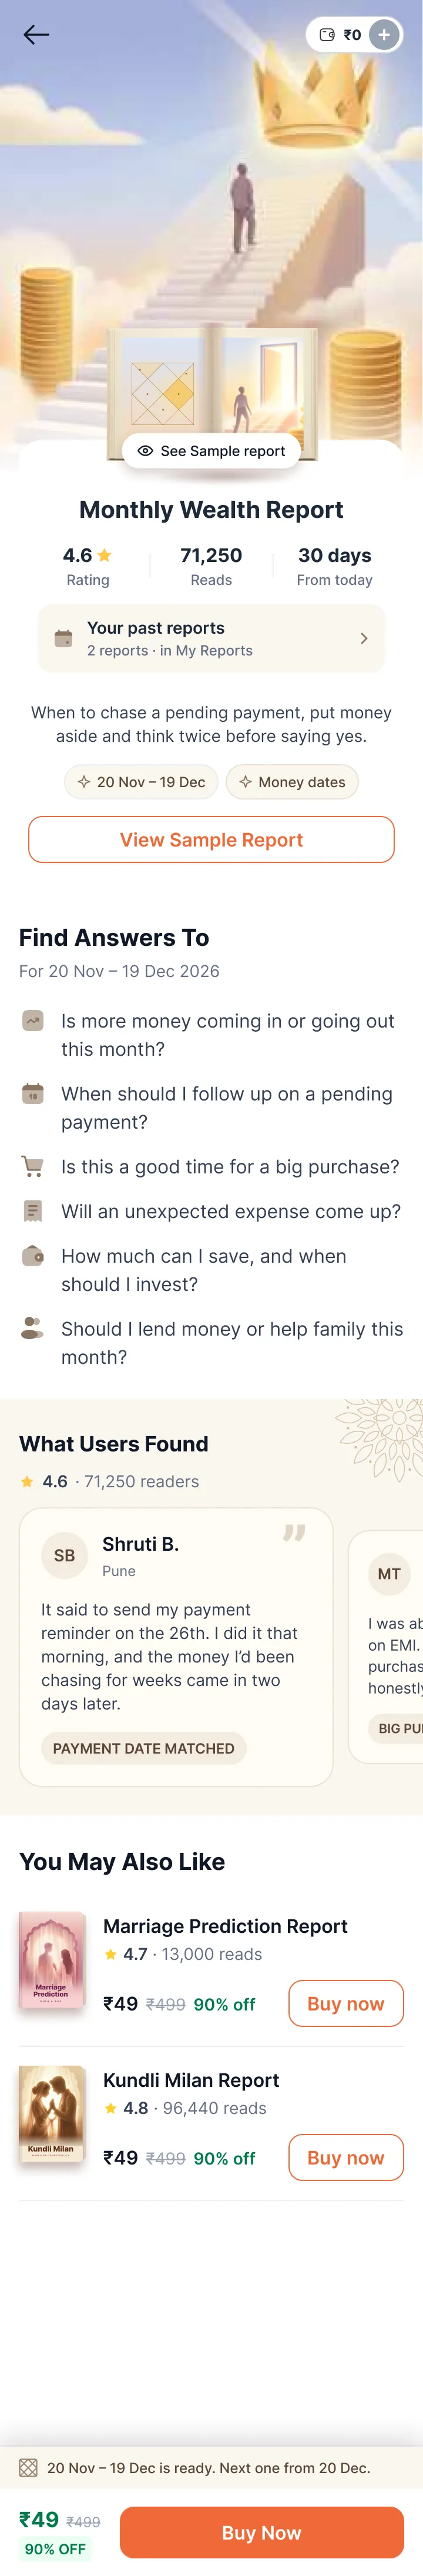 ₹0
See Sample report
Monthly Wealth Report
4.6 71,250 30 days
Rating Reads From today
Your past reports
2 reports · in My Reports
When to chase a pending payment, put money
aside and think twice before saying yes.
20 Nov – 19 Dec Money dates
View Sample Report
Find Answers To
For 20 Nov – 19 Dec 2026
Is more money coming in or going out
this month?
When should I follow up on a pending
payment?
Is this a good time for a big purchase?
Will an unexpected expense come up?
How much can I save, and when
should I invest?
Should I lend money or help family this
month?
What Users Found
4.6 · 71,250 readers
SB
Shruti B.
Pune
”
It said to send my payment
reminder on the 26th. I did it that
morning, and the money I’d been
chasing for weeks came in two
days later.
PAYMENT DATE MATCHED
MT
I was ab
on EMI.
purchas
honestly
BIG PU
You May Also Like
Marriage
Prediction
Marriage Prediction Report
4.7 · 13,000 reads
₹49 ₹499 90% off Buy now
Kundli Milan
Kundli Milan Report
4.8 · 96,440 reads
₹49 ₹499 90% off Buy now
20 Nov – 19 Dec is ready. Next one from 20 Dec.
₹49 ₹499
90% OFF
Buy Now